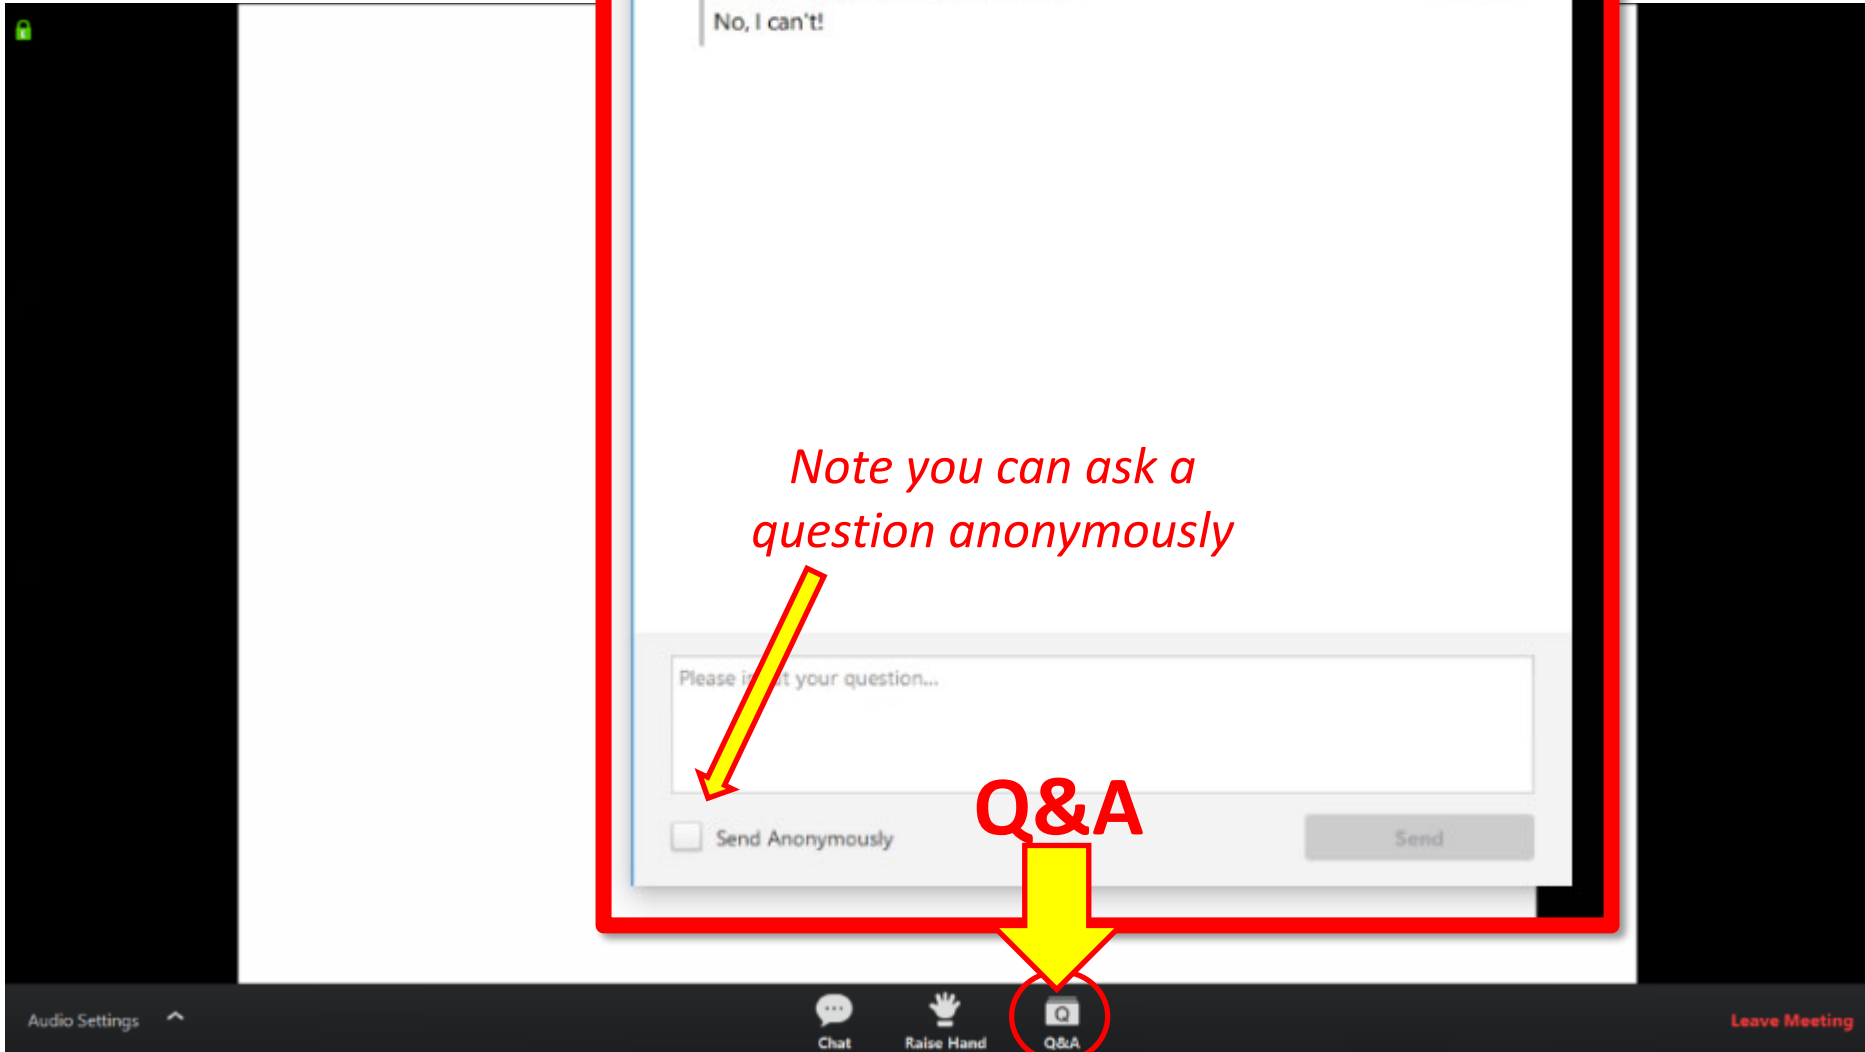 No, I can't!
Note you can ask a
question anonymously
Please your question...
Q&A
Send Anonymously
Send
Audio Settings
Chat
Raise Hand
Q
Q&A
Leave Meeting